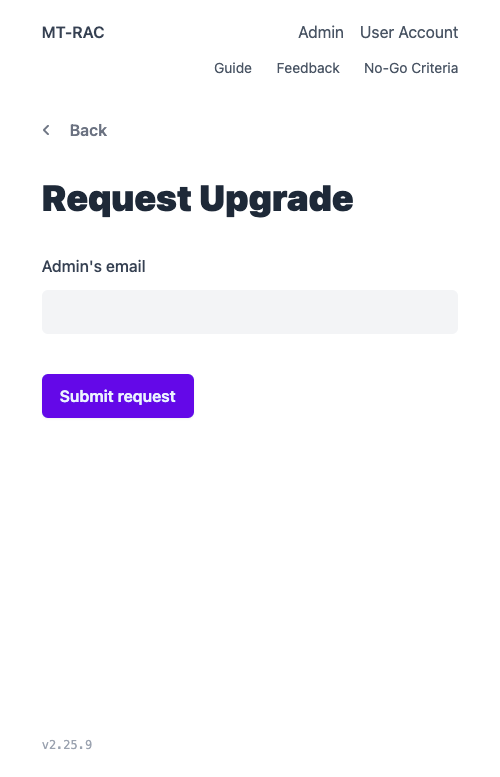 MT-RAC Admin User Account
Guide Feedback No-Go Criteria
Back
Request Upgrade
Admin's email
Submit request
v2.25.9